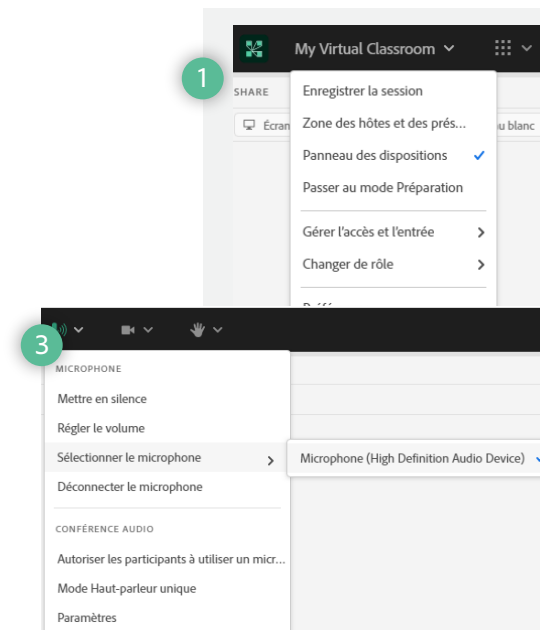 1
My Virtual Classroom
SHARE
Enregistrer la session
Écran
Zone des hôtes et des prés...
u blanc
Panneau des dispositions
Passer au mode Préparation
Gérer l'accès et l'entrée
Changer de rôle
3
MICROPHONE
Mettre en silence
Régler le volume
Sélectionner le microphone
Microphone (High Definition Audio Device)
Déconnecter le microphone
CONFÉRENCE AUDIO
Autoriser les participants à utiliser un micr...
Mode Haut-parleur unique
Paramètres